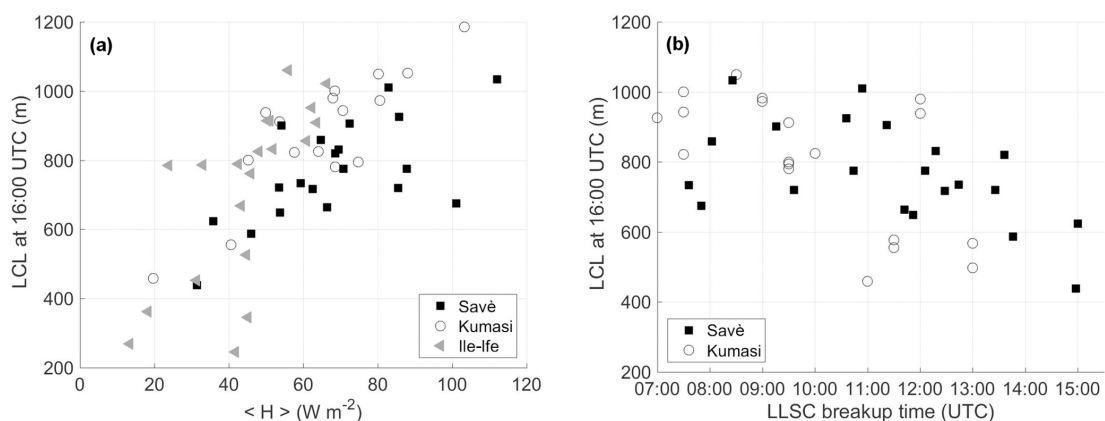 (a)
LCL at 16:00 UTC (m)
1200
1000
800
600
400
200
0 20 40 60 80 100 120
< H > (W m-2)
Savè
Kumasi
Ile-Ife
(b)
LCL at 16:00 UTC (m)
1200
1000
800
600
400
200
07:00 08:00 09:00 10:00 11:00 12:00 13:00 14:00 15:00
LLSC breakup time (UTC)
Savè
Kumasi